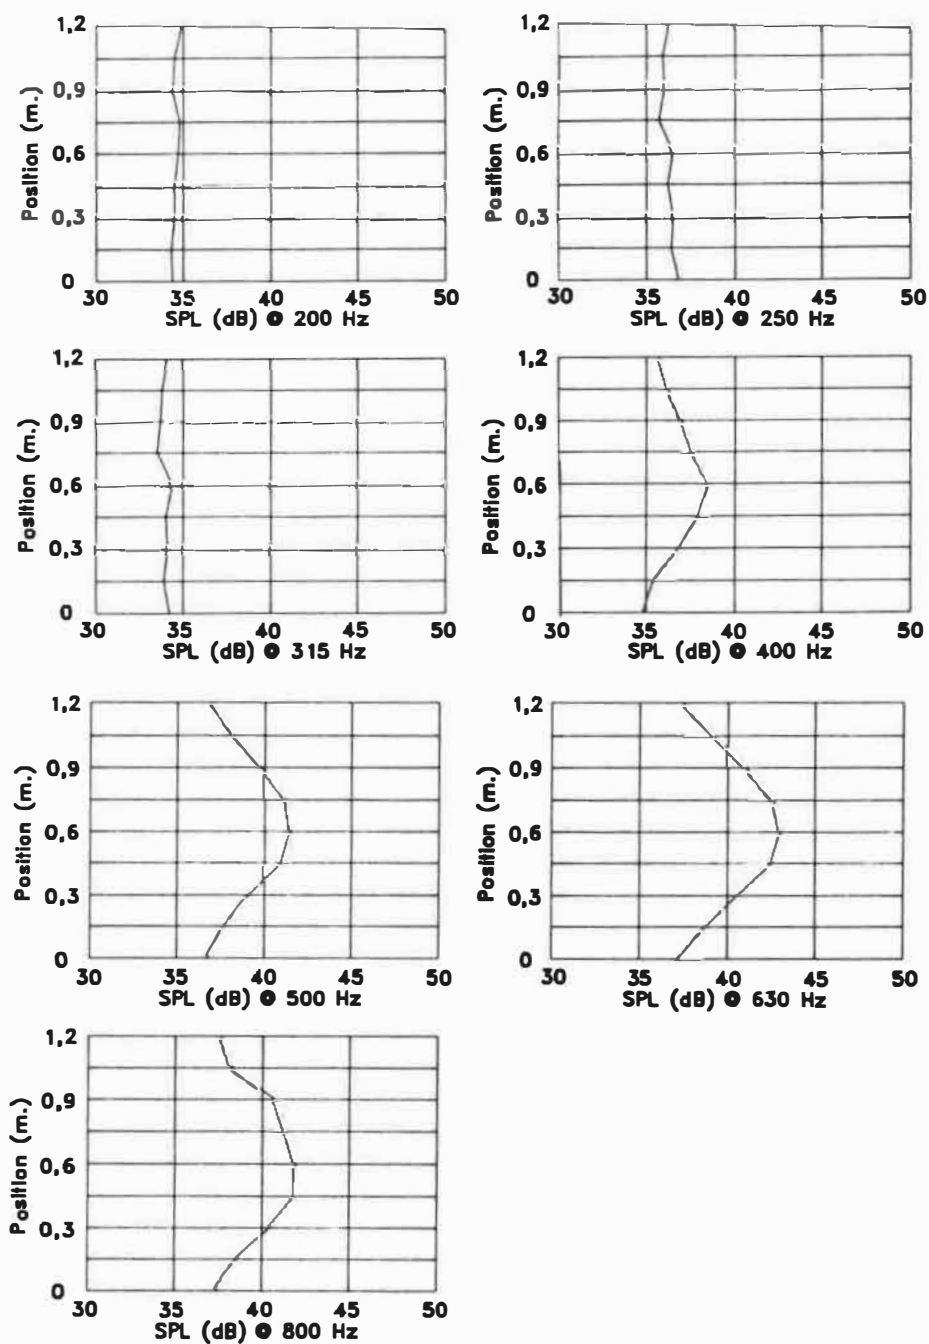 1,2
0,9
0,6
0,3
0
Position (m.)
30 35 40 45 50
SPL (dB) @ 200 Hz
1,2
0,9
0,6
0,3
0
Position (m.)
30 35 40 45 50
SPL (dB) @ 250 Hz
1,2
0,9
0,6
0,3
0
Position (m.)
30 35 40 45 50
SPL (dB) @ 315 Hz
1,2
0,9
0,6
0,3
0
Position (m.)
30 35 40 45 50
SPL (dB) @ 400 Hz
1,2
0,9
0,6
0,3
0
Position (m.)
30 35 40 45 50
SPL (dB) @ 500 Hz
1,2
0,9
0,6
0,3
0
Position (m.)
30 35 40 45 50
SPL (dB) @ 630 Hz
1,2
0,9
0,6
0,3
0
Position (m.)
30 35 40 45 50
SPL (dB) @ 800 Hz